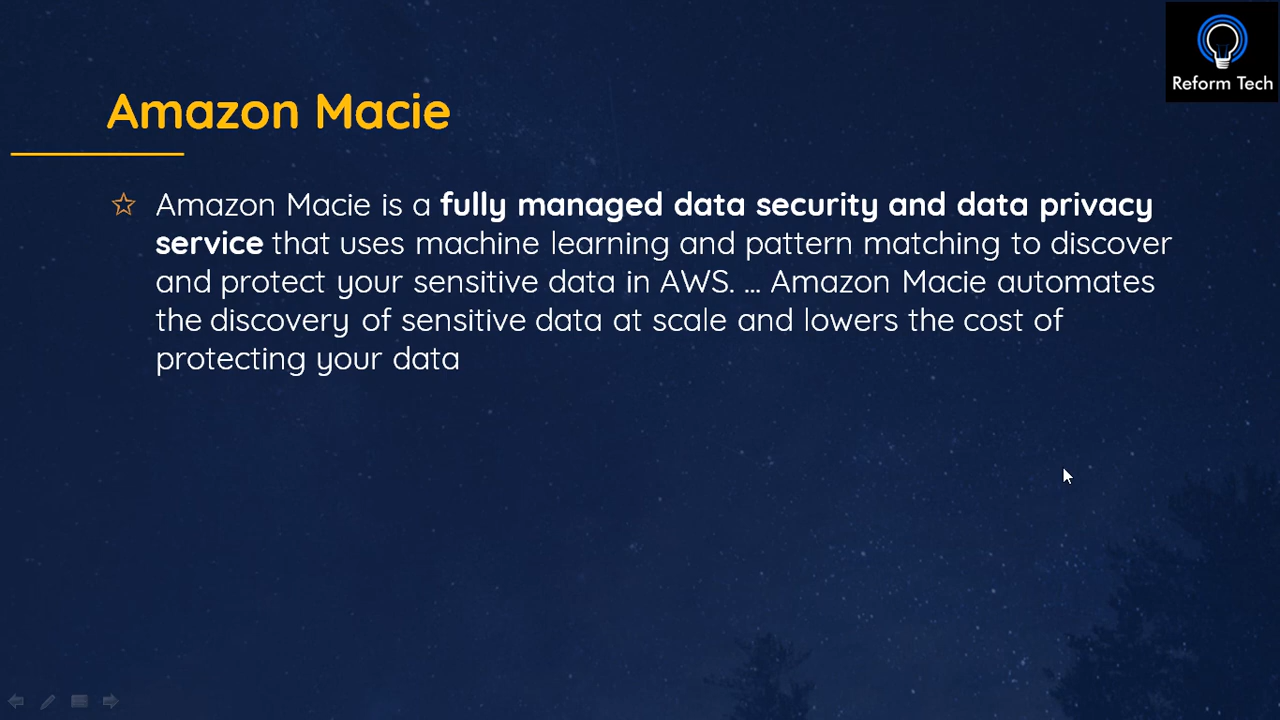 Reform Tech
Amazon Macie
Amazon Macie is a fully managed data security and data privacy
service that uses machine learning and pattern matching to discover
and protect your sensitive data in AWS. ... Amazon Macie automates
the discovery of sensitive data at scale and lowers the cost of
protecting your data